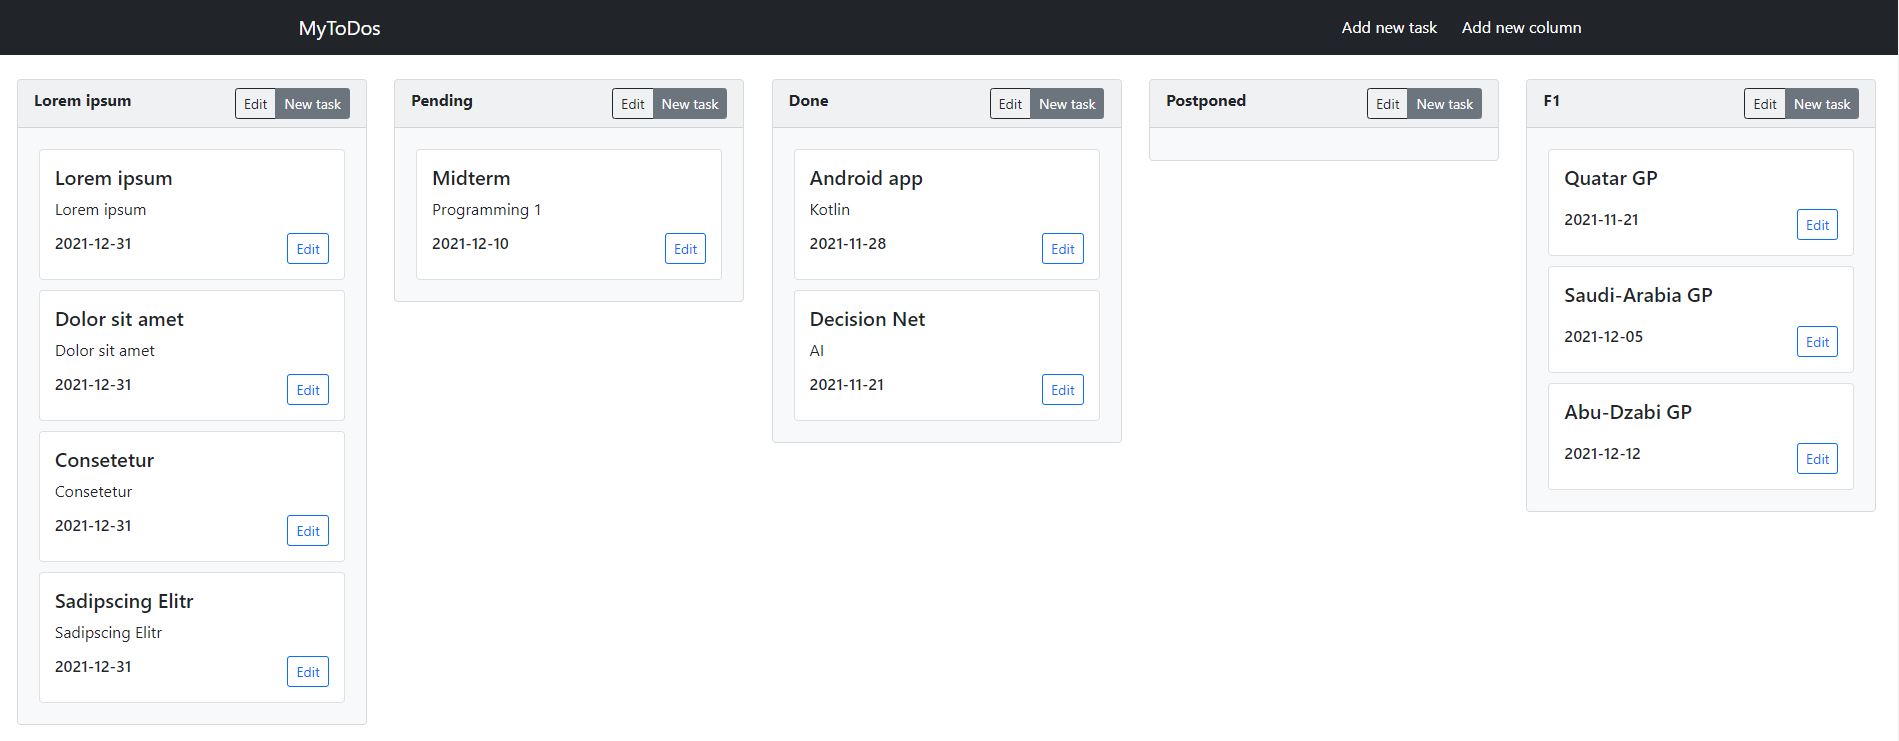 MyToDos
Add new task Add new column
Lorem ipsum Edit New task
Lorem ipsum
Lorem ipsum
2021-12-31 Edit
Dolor sit amet
Dolor sit amet
2021-12-31 Edit
Consetetur
Consetetur
2021-12-31 Edit
Sadipscing Elitr
Sadipscing Elitr
2021-12-31 Edit
Pending Edit New task
Midterm
Programming 1
2021-12-10 Edit
Done Edit New task
Android app
Kotlin
2021-11-28 Edit
Decision Net
AI
2021-11-21 Edit
Postponed Edit New task
F1 Edit New task
Quatar GP
2021-11-21 Edit
Saudi-Arabia GP
2021-12-05 Edit
Abu-Dzabi GP
2021-12-12 Edit